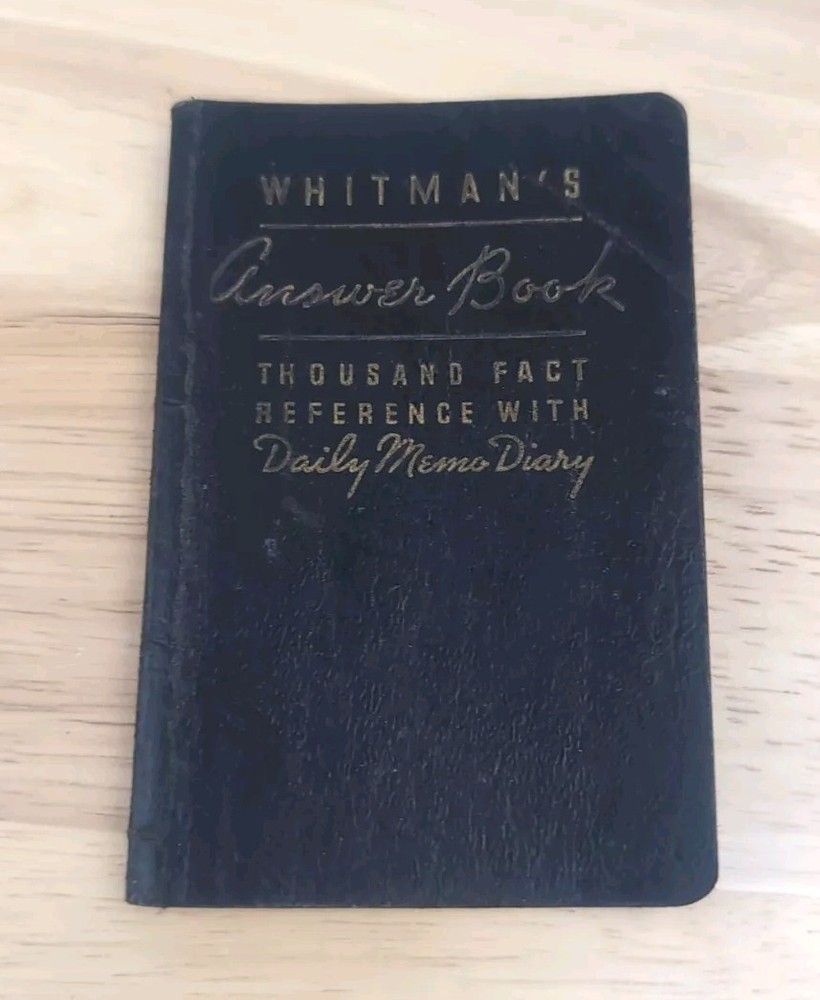 WHITMAN'S
Answer Book
THOUSAND FACT
REFERENCE WITH
Daily Memo Diary